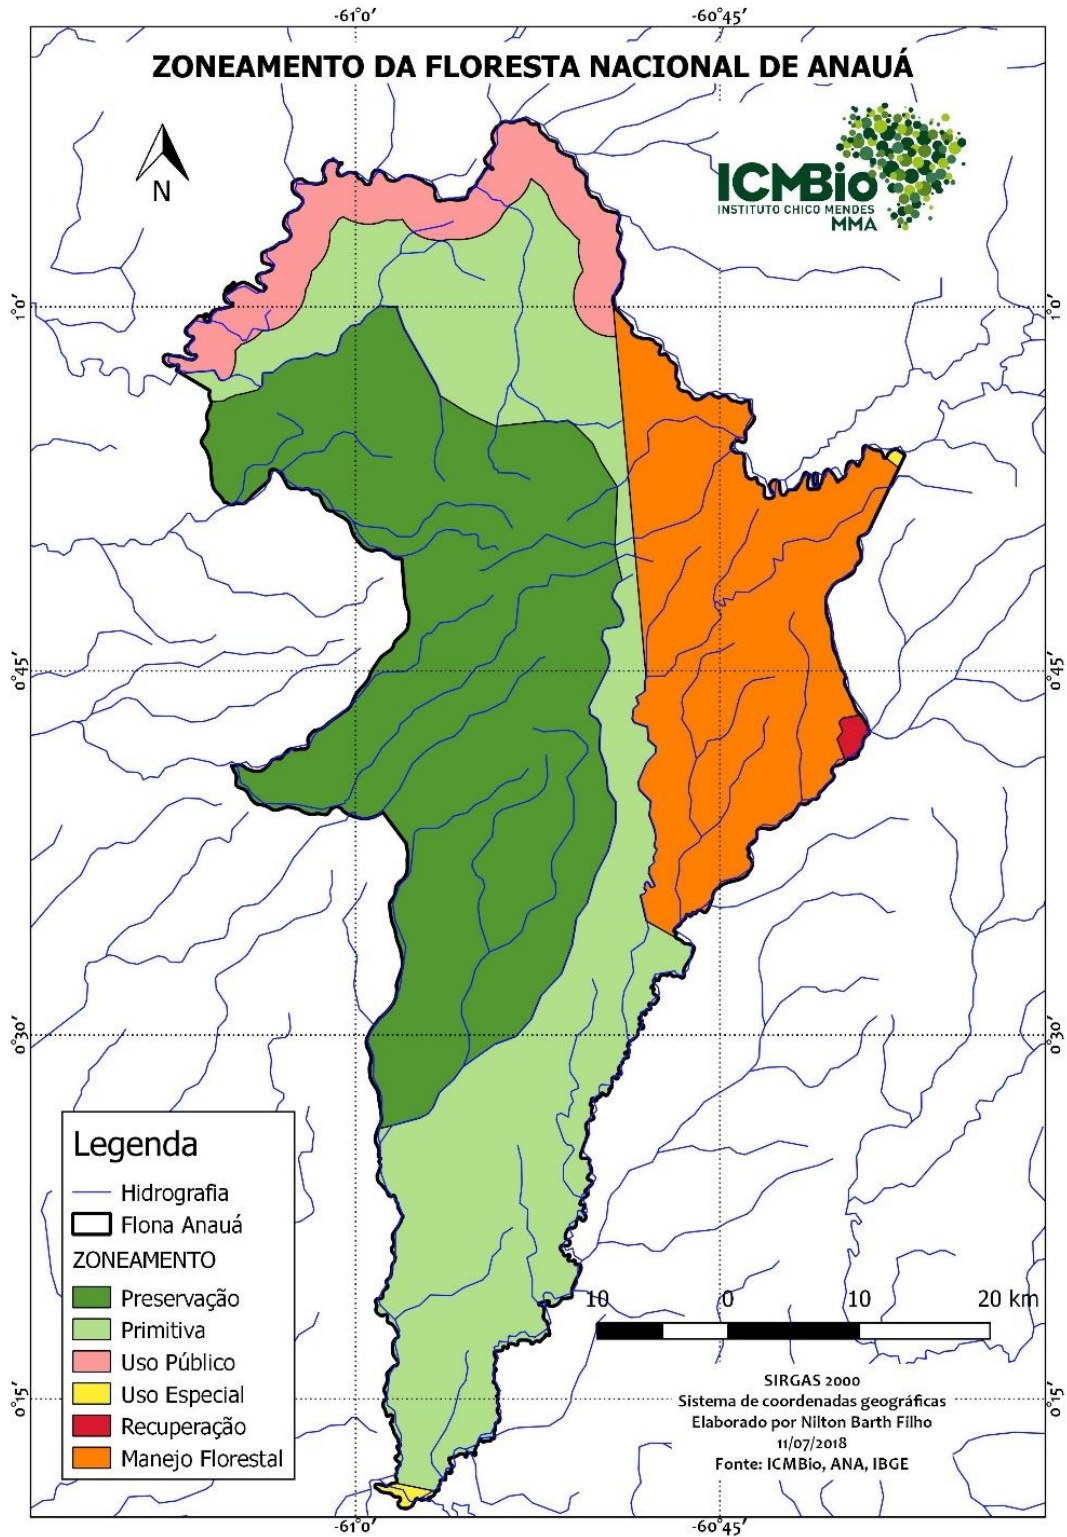 -61°0′ -60°45′
ZONEAMENTO DA FLORESTA NACIONAL DE ANAUÁ
N
ICMBio
INSTITUTO CHICO MENDES
MMA
1°0′ 1°0′
0°45′ 0°45′
0°30′ 0°30′
Legenda
Hidrografia
Flona Anauá
ZONEAMENTO
Preservação
Primitiva
Uso Público
Uso Especial
Recuperação
Manejo Florestal
10 0 10 20 km
SIRGAS 2000
Sistema de coordenadas geográficas
Elaborado por Nilton Barth Filho
11/07/2018
Fonte: ICMBio, ANA, IBGE
0°15′ 0°15′
-61°0′ -60°45′